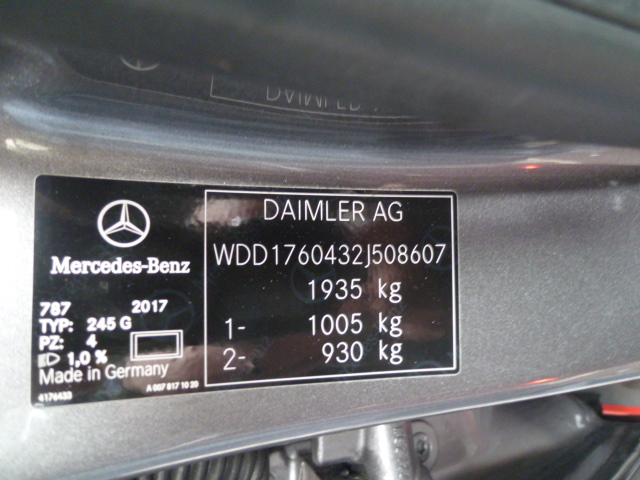 DAIMLER AG
WDD1760432J508607
1935 kg
1- 1005 kg
2- 930 kg
Mercedes-Benz
787 2017
TYP: 245 G
PZ: 4
1,0 %
Made in Germany
4176433 A 007 817 10 20